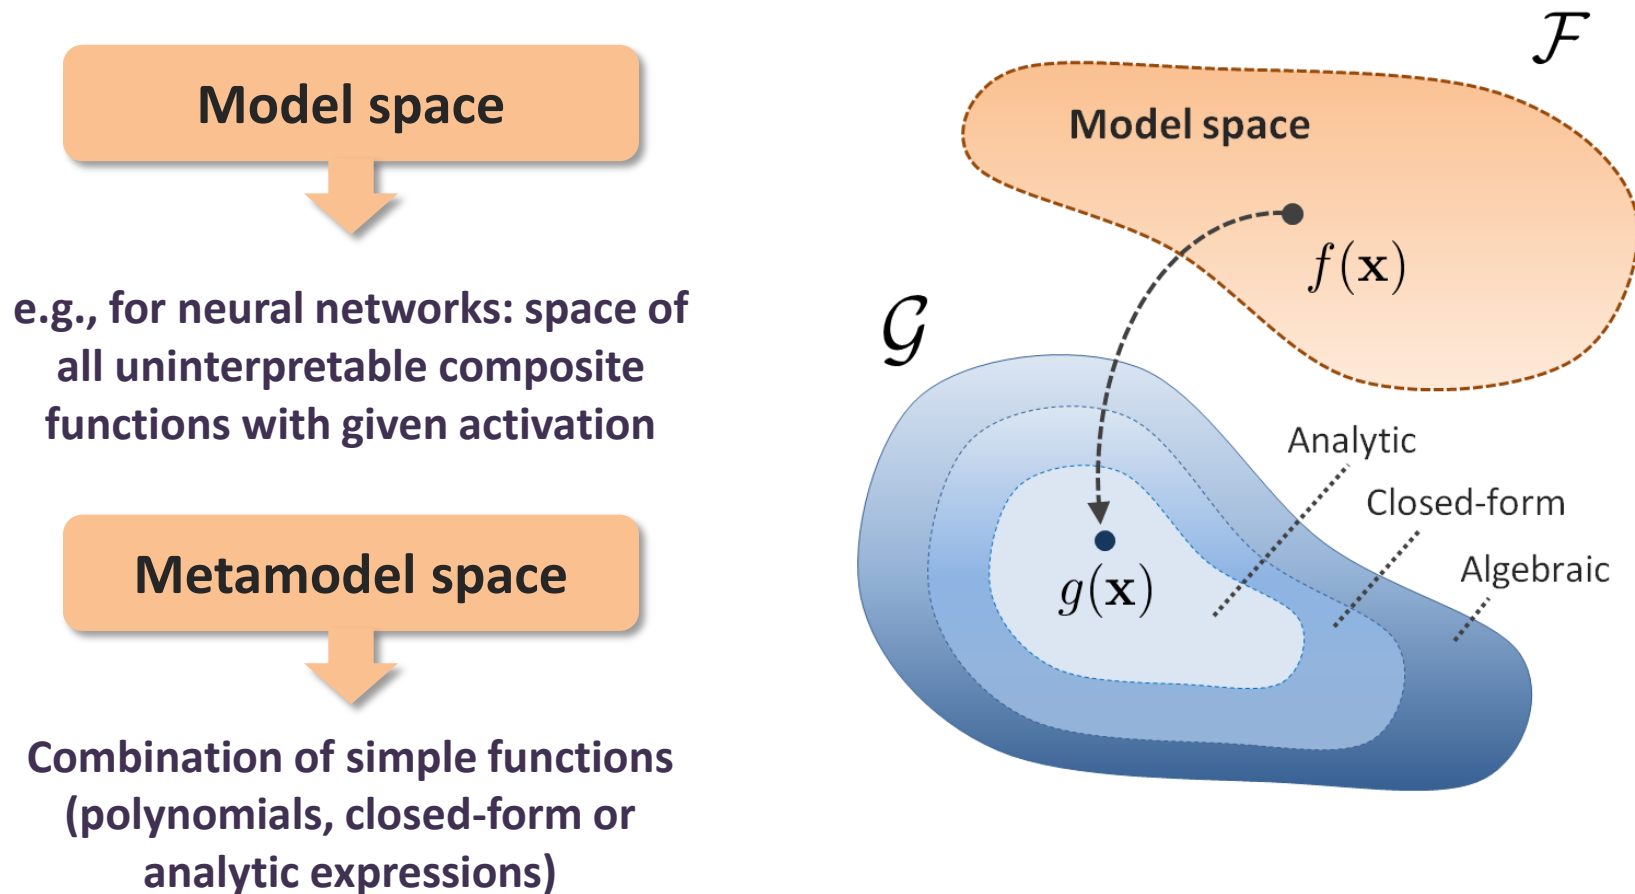 Model space
e.g., for neural networks: space of
all uninterpretable composite
functions with given activation
Metamodel space
Combination of simple functions
(polynomials, closed-form or
analytic expressions)
ℱ
Model space
f(𝐱)
𝒢
Analytic
Closed-form
Algebraic
g(𝐱)